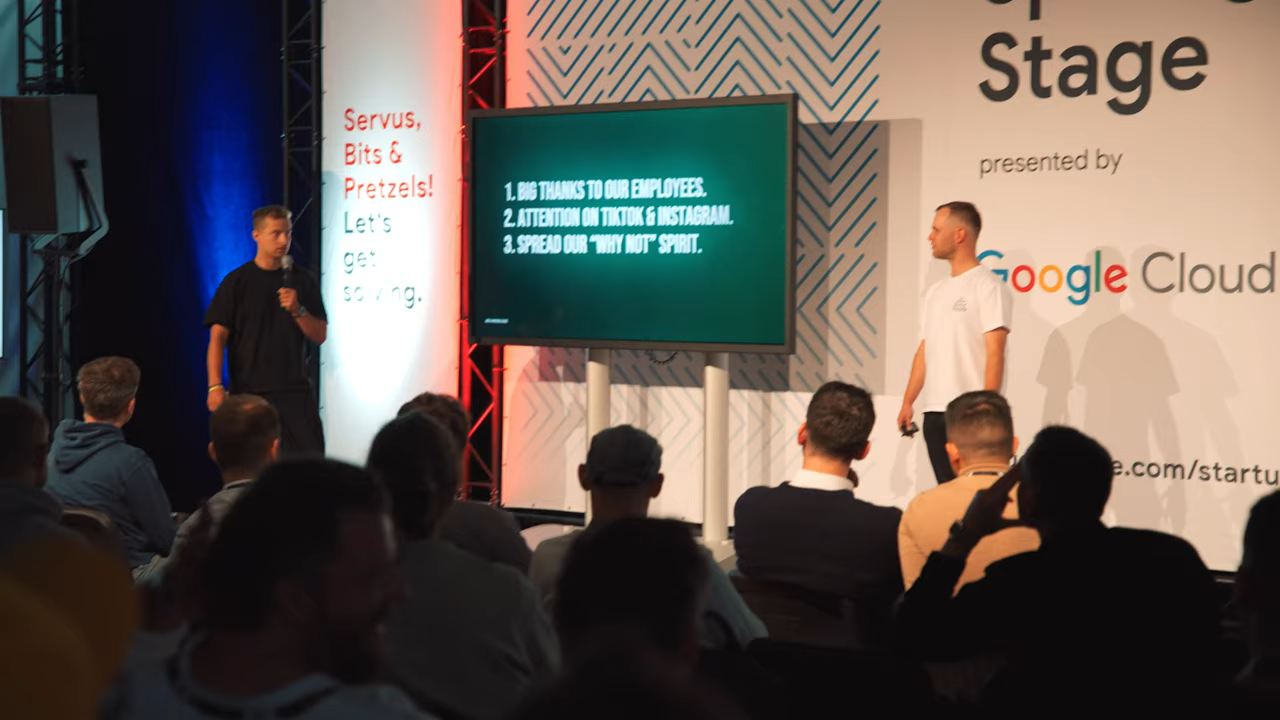 Servus,
Bits &
Pretzels!
Let's
get
1. BIG THANKS TO OUR EMPLOYEES.
2. ATTENTION ON TIKTOK & INSTAGRAM.
3. SPREAD OUR “WHY NOT” SPIRIT.
Stage
presented by
Google Cloud
e.com/startu